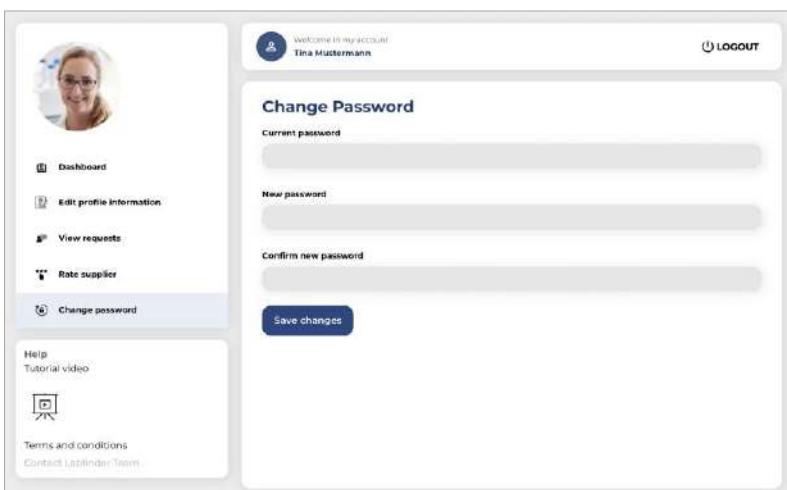 Welcome in my account
Tina Mustermann
LOGOUT
Dashboard
Edit profile information
View requests
Rate supplier
Change password
Help
Tutorial video
Terms and conditions
Contact Labfinder Team
Change Password
Current password
New password
Confirm new password
Save changes